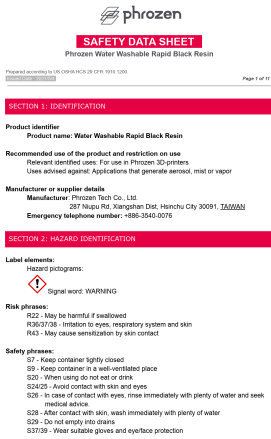 phrozen
SAFETY DATA SHEET
Phrozen Water Washable Rapid Black Resin
Prepared according to US OSHA HCS 29 CFR 1910.1200
Page 1 of 11
SECTION 1: IDENTIFICATION
Product identifier
Product name: Water Washable Rapid Black Resin
Recommended use of the product and restriction on use
Relevant identified uses: For use in Phrozen 3D-printers
Uses advised against: Applications that generate aerosol, mist or vapor
Manufacturer or supplier details
Manufacturer: Phrozen Tech Co., Ltd.
287 Niupu Rd, Xiangshan Dist, Hsinchu City 30091, TAIWAN
Emergency telephone number: +886-3540-0076
SECTION 2: HAZARD IDENTIFICATION
Label elements:
Hazard pictograms:
! Signal word: WARNING
Risk phrases:
R22 - May be harmful if swallowed
R36/37/38 - Irritation to eyes, respiratory system and skin
R43 - May cause sensitization by skin contact
Safety phrases:
S7 - Keep container tightly closed
S9 - Keep container in a well-ventilated place
S20 - When using do not eat or drink
S24/25 - Avoid contact with skin and eyes
S26 - In case of contact with eyes, rinse immediately with plenty of water and seek
medical advice.
S28 - After contact with skin, wash immediately with plenty of water
S29 - Do not empty into drains
S37/39 - Wear suitable gloves and eye/face protection